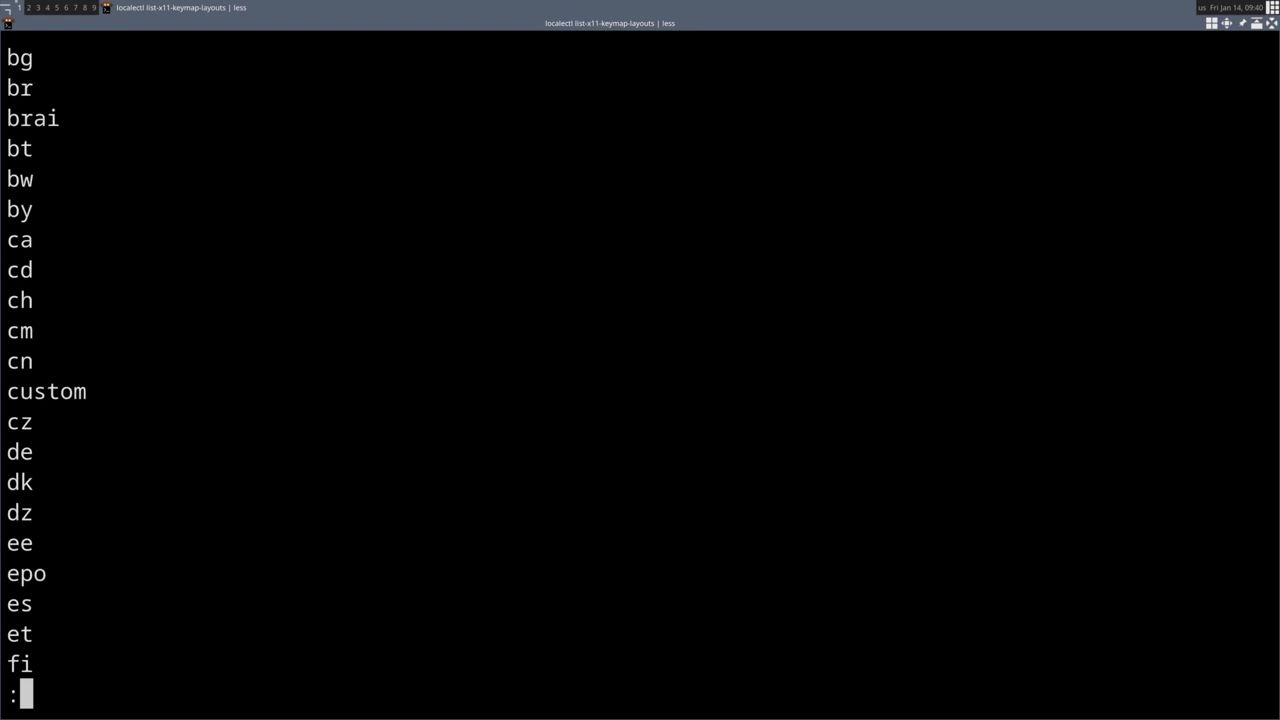 1 2 3 4 5 6 7 8 9 localectl list-x11-keymap-layouts | less us Fri Jan 14, 09:40
localectl list-x11-keymap-layouts | less
bg
br
brai
bt
bw
by
ca
cd
ch
cm
cn
custom
cz
de
dk
dz
ee
epo
es
et
fi
: